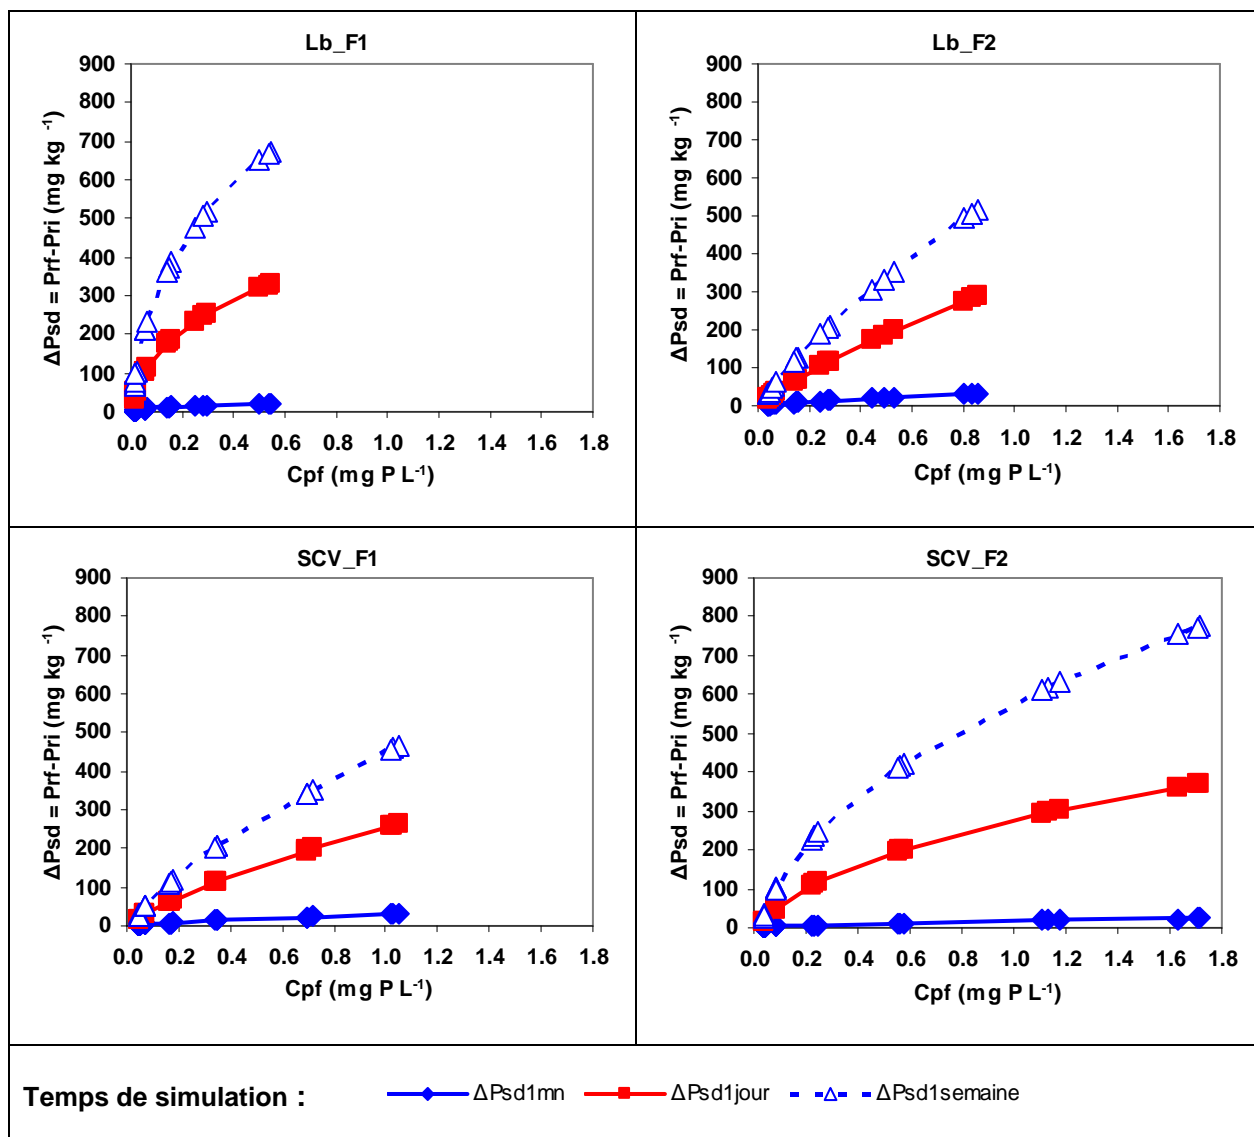 Lb_F1
900
800
700
600
500
400
300
200
100
0
ΔPsd = Prf-Pri (mg kg -1)
0.0 0.2 0.4 0.6 0.8 1.0 1.2 1.4 1.6 1.8
Cpf (mg P L-1)
Lb_F2
900
800
700
600
500
400
300
200
100
0
ΔPsd = Prf-Pri (mg kg -1)
0.0 0.2 0.4 0.6 0.8 1.0 1.2 1.4 1.6 1.8
Cpf (mg P L-1)
SCV_F1
900
800
700
600
500
400
300
200
100
0
ΔPsd = Prf-Pri (mg kg -1)
0.0 0.2 0.4 0.6 0.8 1.0 1.2 1.4 1.6 1.8
Cpf (mg P L-1)
SCV_F2
900
800
700
600
500
400
300
200
100
0
ΔPsd = Prf-Pri (mg kg -1)
0.0 0.2 0.4 0.6 0.8 1.0 1.2 1.4 1.6 1.8
Cpf (mg P L-1)
Temps de simulation : ΔPsd1mn ΔPsd1jour ΔPsd1semaine